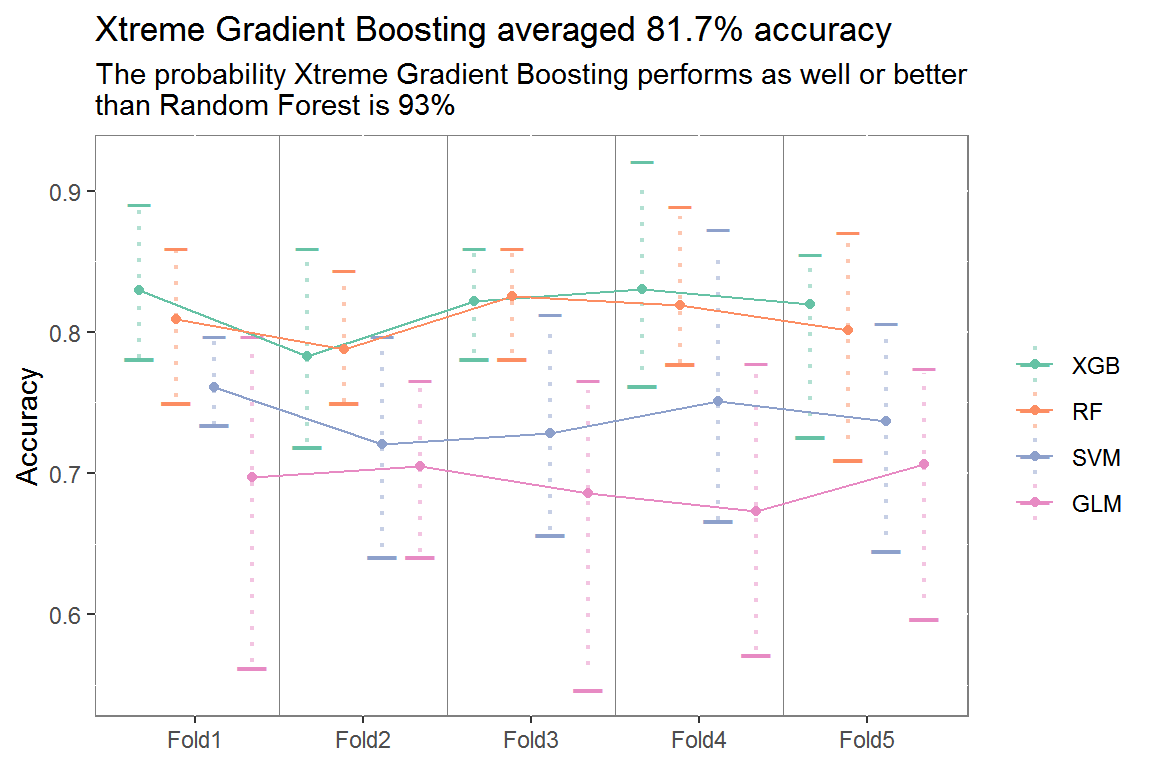 Xtreme Gradient Boosting averaged 81.7% accuracy
The probability Xtreme Gradient Boosting performs as well or better
than Random Forest is 93%
Accuracy
0.9
0.8
0.7
0.6
Fold1
Fold2
Fold3
Fold4
Fold5
XGB
RF
SVM
GLM